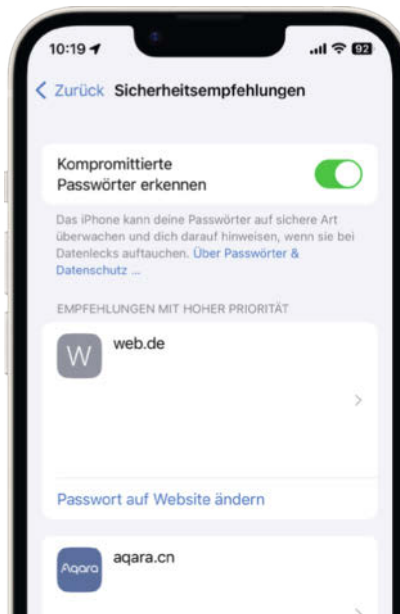 10:19
92
Zurück Sicherheitsempfehlungen
Kompromittierte
Passwörter erkennen
Das iPhone kann deine Passwörter auf sichere Art
überwachen und dich darauf hinweisen, wenn sie bei
Datenlecks auftauchen. Über Passwörter &
Datenschutz ...
EMPFEHLUNGEN MIT HOHER PRIORITÄT
W
web.de
Passwort auf Website ändern
Aqara
aqara.cn